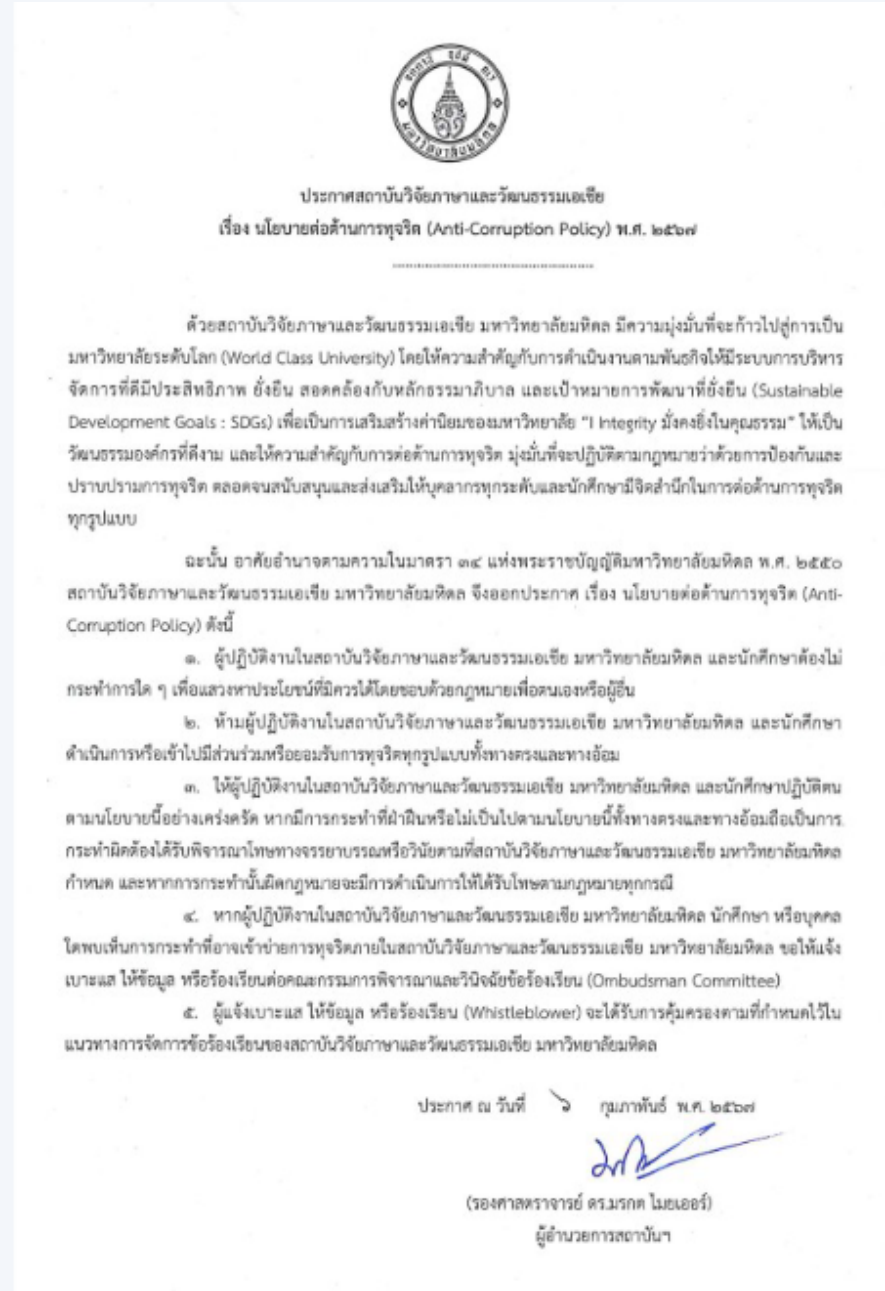 อตฺตานํ อุปมํ กเร
มหาวิทยาลัยมหิดล
ประกาศสถาบันวิจัยภาษาและวัฒนธรรมเอเชีย
เรื่อง นโยบายต่อต้านการทุจริต (Anti-Corruption Policy) พ.ศ. ๒๕๖๗
ด้วยสถาบันวิจัยภาษาและวัฒนธรรมเอเชีย มหาวิทยาลัยมหิดล มีความมุ่งมั่นที่จะก้าวไปสู่การเป็น
มหาวิทยาลัยระดับโลก (World Class University) โดยให้ความสำคัญกับการดำเนินงานตามพันธกิจให้มีระบบการบริหาร
จัดการที่ดีมีประสิทธิภาพ ยั่งยืน สอดคล้องกับหลักธรรมาภิบาล และเป้าหมายการพัฒนาที่ยั่งยืน (Sustainable
Development Goals : SDGs) เพื่อเป็นการเสริมสร้างค่านิยมของมหาวิทยาลัย “I Integrity มั่งคงยิ่งในคุณธรรม” ให้เป็น
วัฒนธรรมองค์กรที่ดีงาม และให้ความสำคัญกับการต่อต้านการทุจริต มุ่งมั่นที่จะปฏิบัติตามกฎหมายว่าด้วยการป้องกันและ
ปราบปรามการทุจริต ตลอดจนสนับสนุนและส่งเสริมให้บุคลากรทุกระดับและนักศึกษามีจิตสำนึกในการต่อต้านการทุจริต
ทุกรูปแบบ
ฉะนั้น อาศัยอำนาจตามความในมาตรา ๓๔ แห่งพระราชบัญญัติมหาวิทยาลัยมหิดล พ.ศ. ๒๕๕๐
สถาบันวิจัยภาษาและวัฒนธรรมเอเชีย มหาวิทยาลัยมหิดล จึงออกประกาศ เรื่อง นโยบายต่อต้านการทุจริต (Anti-
Corruption Policy) ดังนี้
๑. ผู้ปฏิบัติงานในสถาบันวิจัยภาษาและวัฒนธรรมเอเชีย มหาวิทยาลัยมหิดล และนักศึกษาต้องไม่
กระทำการใด ๆ เพื่อแสวงหาประโยชน์ที่มิควรได้โดยชอบด้วยกฎหมายเพื่อตนเองหรือผู้อื่น
๒. ห้ามผู้ปฏิบัติงานในสถาบันวิจัยภาษาและวัฒนธรรมเอเชีย มหาวิทยาลัยมหิดล และนักศึกษา
ดำเนินการหรือเข้าไปมีส่วนร่วมหรือยอมรับการทุจริตทุกรูปแบบทั้งทางตรงและทางอ้อม
๓. ให้ผู้ปฏิบัติงานในสถาบันวิจัยภาษาและวัฒนธรรมเอเชีย มหาวิทยาลัยมหิดล และนักศึกษาปฏิบัติตน
ตามนโยบายนี้อย่างเคร่งครัด หากมีการกระทำที่ฝ่าฝืนหรือไม่เป็นไปตามนโยบายนี้ทั้งทางตรงและทางอ้อมถือเป็นการ
กระทำผิดต้องได้รับพิจารณาโทษทางจรรยาบรรณหรือวินัยตามที่สถาบันวิจัยภาษาและวัฒนธรรมเอเชีย มหาวิทยาลัยมหิดล
กำหนด และหากการกระทำนั้นผิดกฎหมายจะมีการดำเนินการให้ได้รับโทษตามกฎหมายทุกกรณี
๔. หากผู้ปฏิบัติงานในสถาบันวิจัยภาษาและวัฒนธรรมเอเชีย มหาวิทยาลัยมหิดล นักศึกษา หรือบุคคล
ใดพบเห็นการกระทำที่อาจเข้าข่ายการทุจริตภายในสถาบันวิจัยภาษาและวัฒนธรรมเอเชีย มหาวิทยาลัยมหิดล ขอให้แจ้ง
เบาะแส ให้ข้อมูล หรือร้องเรียนต่อคณะกรรมการพิจารณาและวินิจฉัยข้อร้องเรียน (Ombudsman Committee)
๕. ผู้แจ้งเบาะแส ให้ข้อมูล หรือร้องเรียน (Whistleblower) จะได้รับการคุ้มครองตามที่กำหนดไว้ใน
แนวทางการจัดการข้อร้องเรียนของสถาบันวิจัยภาษาและวัฒนธรรมเอเชีย มหาวิทยาลัยมหิดล
ประกาศ ณ วันที่ ๖ กุมภาพันธ์ พ.ศ. ๒๕๖๗
(รองศาสตราจารย์ ดร.มรกต ไมยเออร์)
ผู้อำนวยการสถาบันฯ